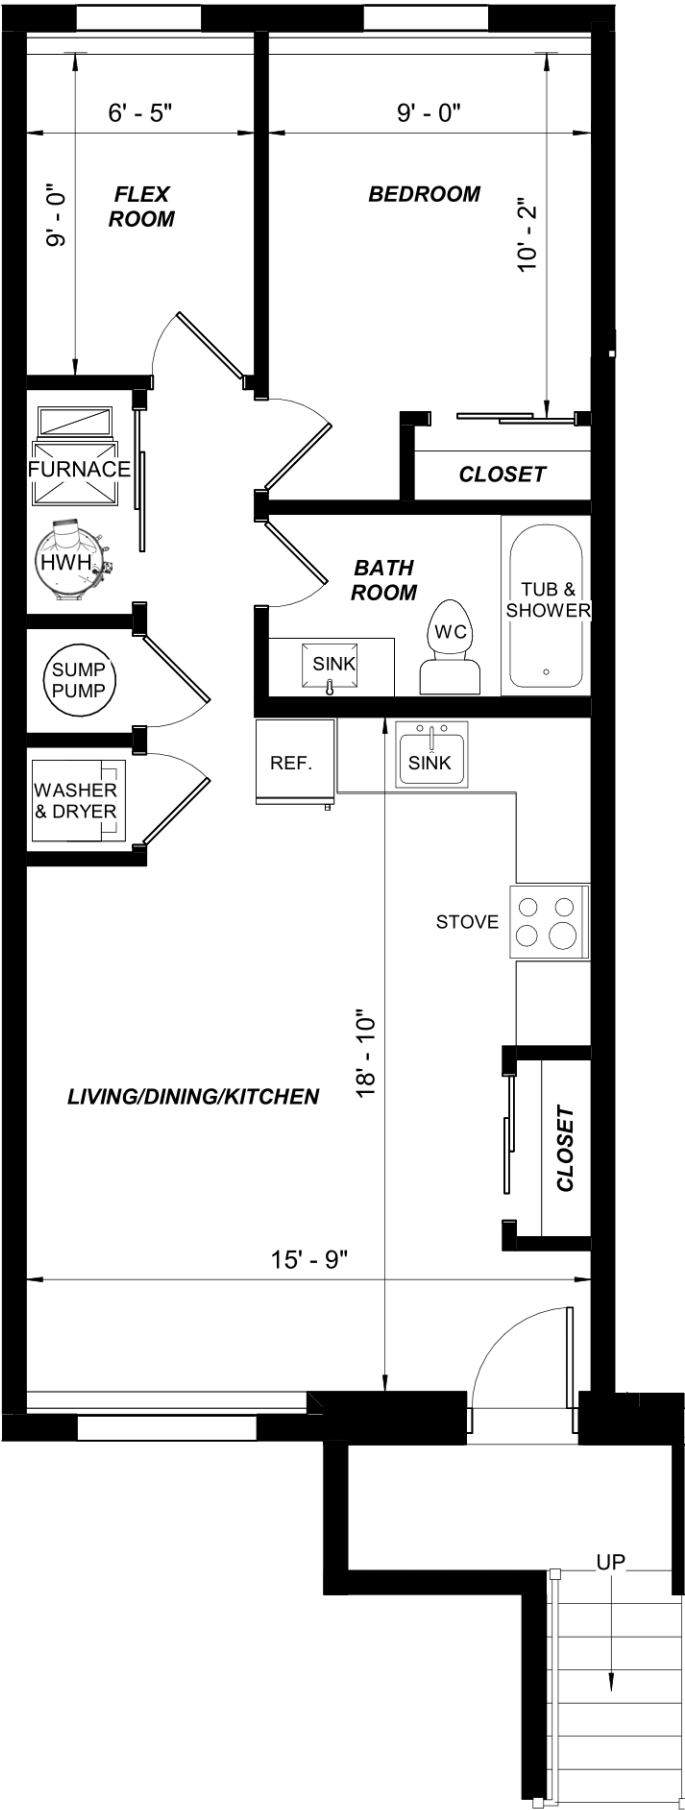 6' - 5"
9' - 0"
9' - 0"
FLEX
ROOM
BEDROOM
10' - 2"
FURNACE
CLOSET
HWH
BATH
ROOM
TUB &
SHOWER
WC
SINK
SUMP
PUMP
REF.
SINK
WASHER
& DRYER
STOVE
18' - 10"
LIVING/DINING/KITCHEN
CLOSET
15' - 9"
UP